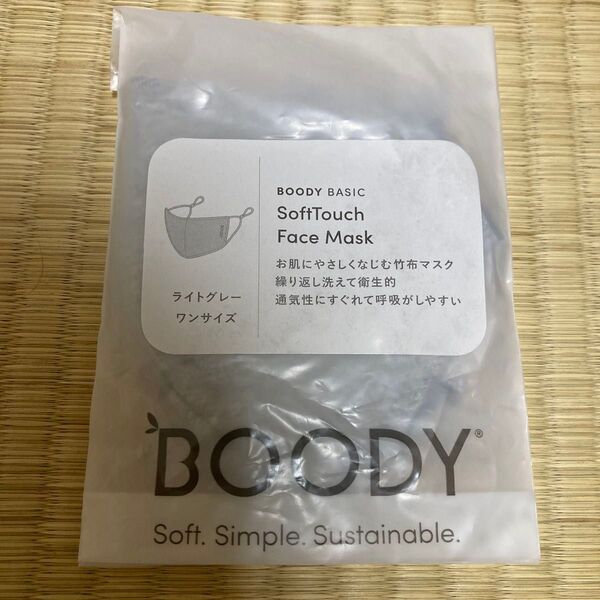 BOODY BASIC
SoftTouch
Face Mask
お肌にやさしくなじむ竹布マスク
繰り返し洗えて衛生的
通気性にすぐれて呼吸がしやすい
ライトグレー
ワンサイズ
BOODY®
Soft. Simple. Sustainable.